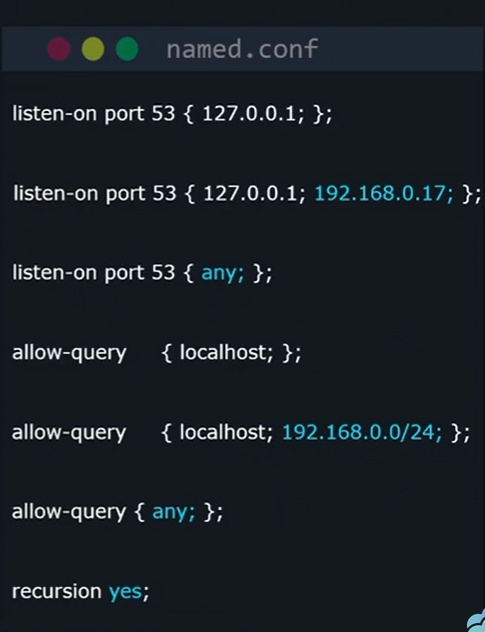 named.conf
listen-on port 53 { 127.0.0.1; };
listen-on port 53 { 127.0.0.1; 192.168.0.17; };
listen-on port 53 { any; };
allow-query { localhost; };
allow-query { localhost; 192.168.0.0/24; };
allow-query { any; };
recursion yes;